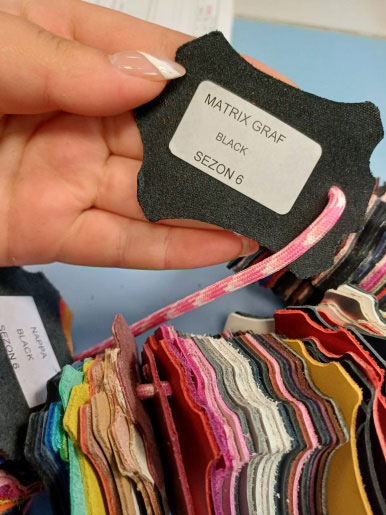 MATRIX GRAF
BLACK
SEZON 6
NAPPA
BLACK
SEZON 6